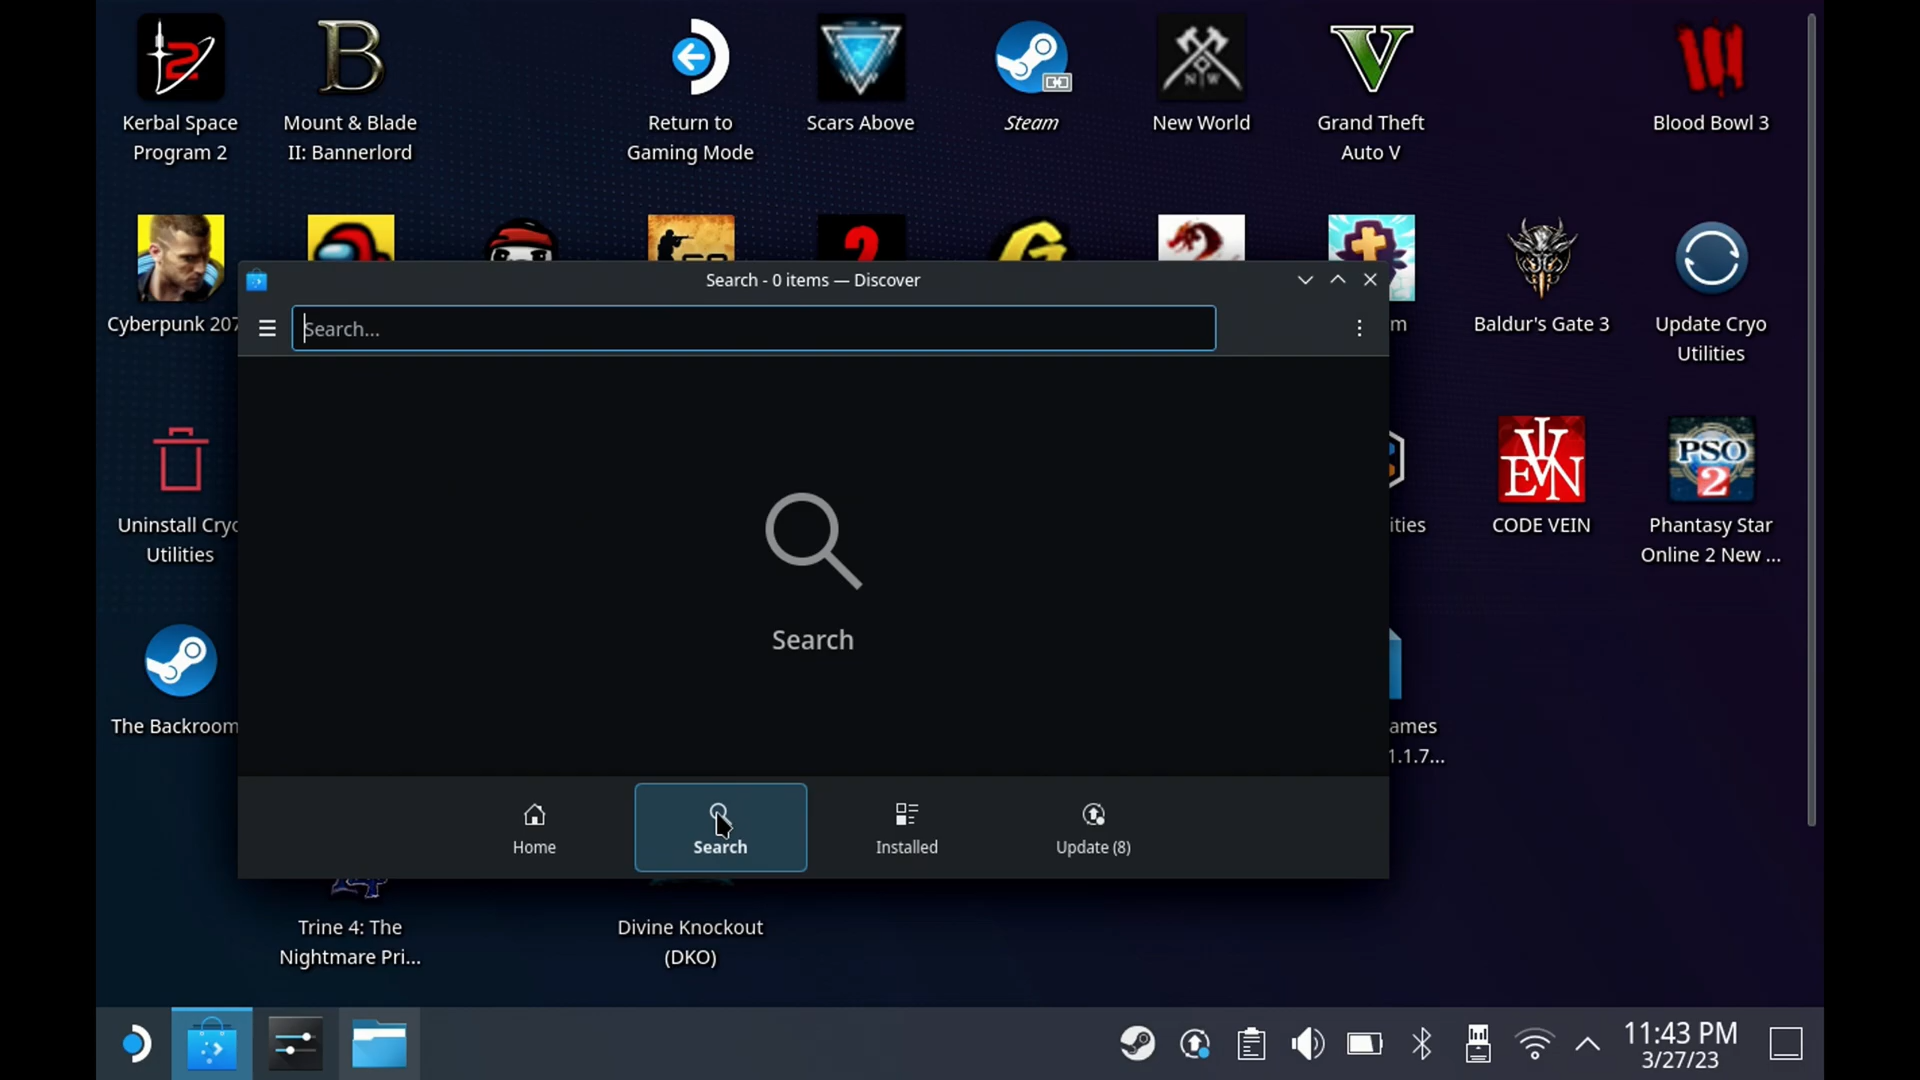 Kerbal Space
Program 2
Mount & Blade
II: Bannerlord
Return to
Gaming Mode
Scars Above
Steam
N W
New World
Grand Theft
Auto V
Blood Bowl 3
Cyberpunk 207
Baldur's Gate 3
Update Cryo
Utilities
Search - 0 items — Discover
Search...
m
Search
Uninstall Cryo
Utilities
ities
CODE VEIN
PSO
2
Phantasy Star
Online 2 New ...
The Backroom
ames
1.1.7...
Home
Search
Installed
Update (8)
Trine 4: The
Nightmare Pri...
Divine Knockout
(DKO)
11:43 PM
3/27/23